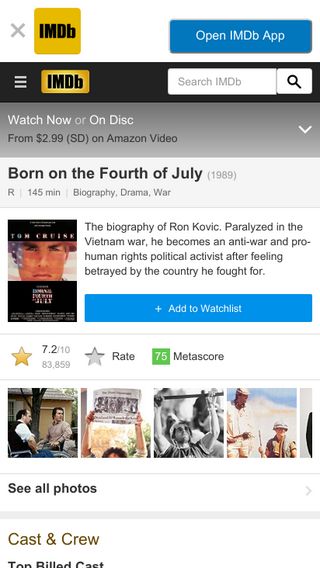 IMDb
Open IMDb App
IMDb
Search IMDb
Watch Now or On Disc
From $2.99 (SD) on Amazon Video
Born on the Fourth of July (1989)
R | 145 min | Biography, Drama, War
TOM CRUISE
BORN ON THE
FOURTH OF JULY
The biography of Ron Kovic. Paralyzed in the
Vietnam war, he becomes an anti-war and pro-
human rights political activist after feeling
betrayed by the country he fought for.
+ Add to Watchlist
7.2/10
83,859
Rate
75 Metascore
See all photos
Cast & Crew
Top Billed Cast